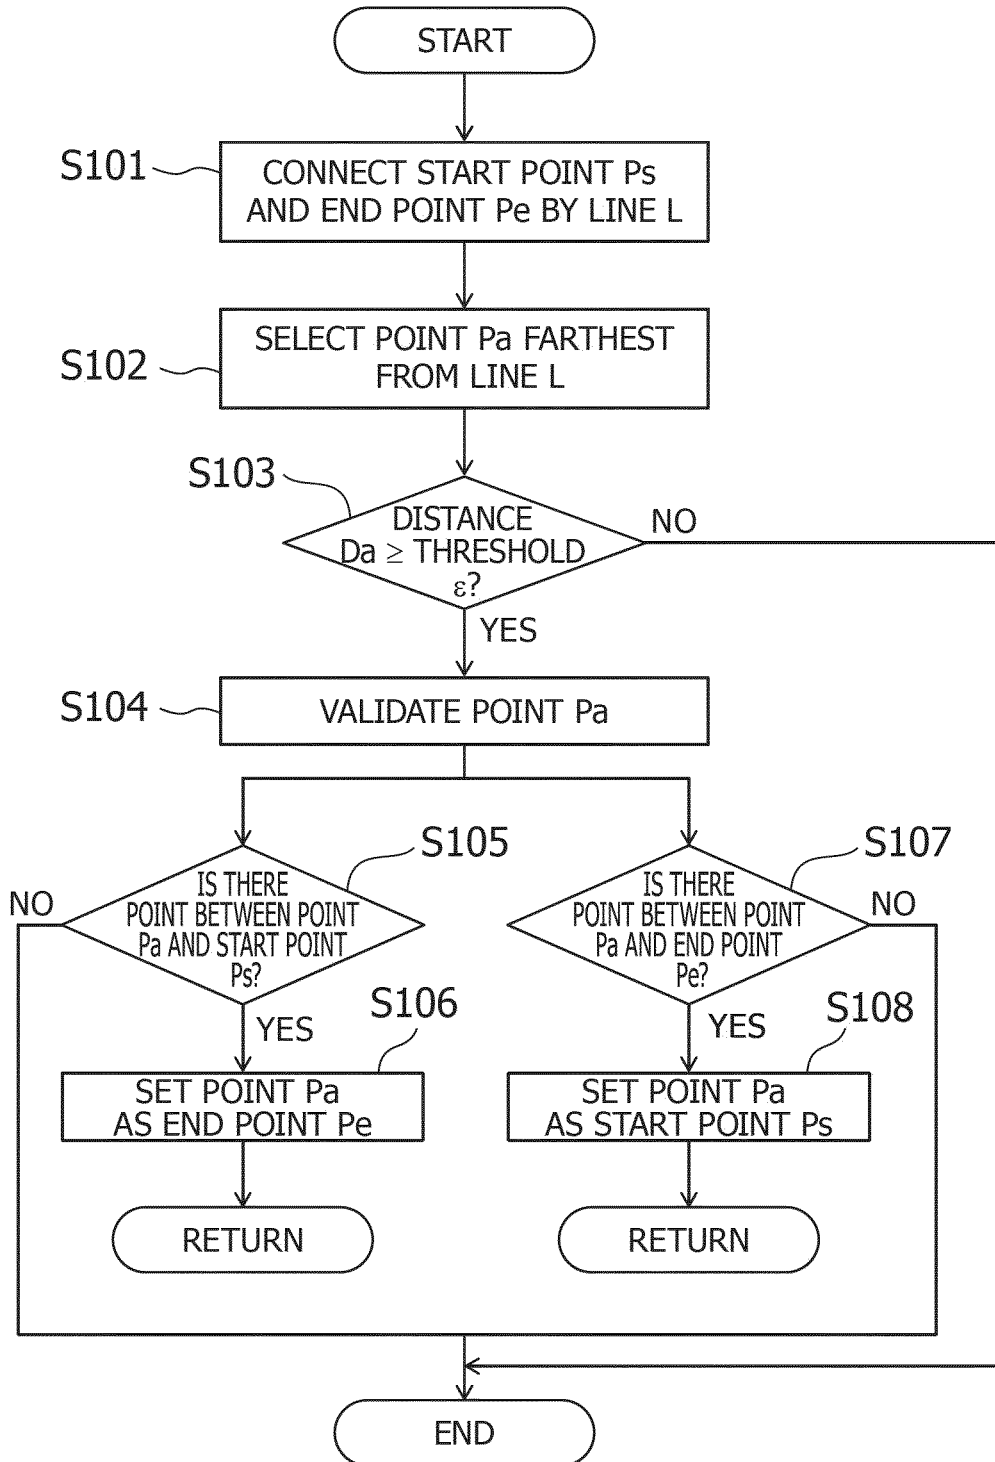 START
S101
CONNECT START POINT Ps
AND END POINT Pe BY LINE L
S102
SELECT POINT Pa FARTHEST
FROM LINE L
S103
DISTANCE
Da ≥ THRESHOLD
ε?
NO
YES
S104
VALIDATE POINT Pa
S105
IS THERE
POINT BETWEEN POINT
Pa AND START POINT
Ps?
NO
YES
S106
SET POINT Pa
AS END POINT Pe
RETURN
S107
IS THERE
POINT BETWEEN POINT
Pa AND END POINT
Pe?
NO
YES
S108
SET POINT Pa
AS START POINT Ps
RETURN
END